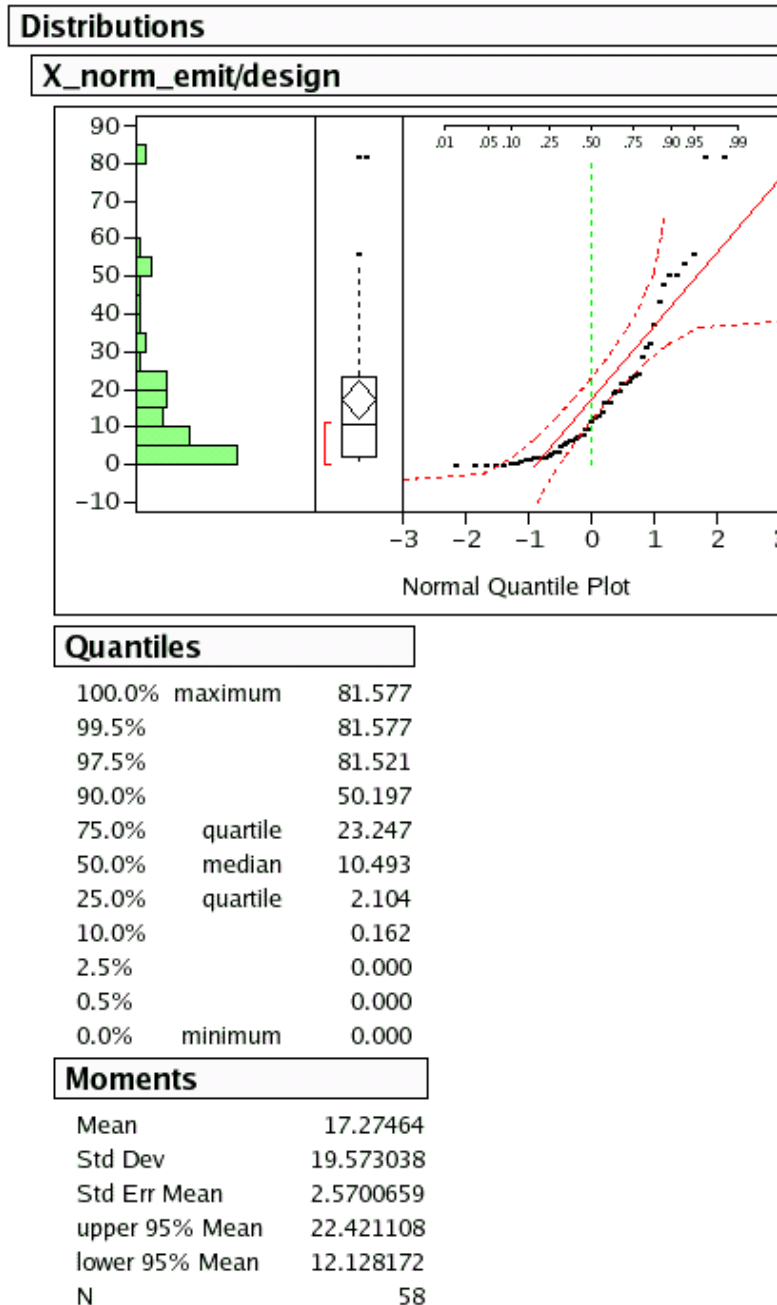 Distributions
X_norm_emit/design
90
80
70
60
50
40
30
20
10
0
-10
.01 .05 .10 .25 .50 .75 .90 .95 .99
-3 -2 -1 0 1 2
Normal Quantile Plot
Quantiles
100.0% maximum 81.577
99.5% 81.577
97.5% 81.521
90.0% 50.197
75.0% quartile 23.247
50.0% median 10.493
25.0% quartile 2.104
10.0% 0.162
2.5% 0.000
0.5% 0.000
0.0% minimum 0.000
Moments
Mean 17.27464
Std Dev 19.573038
Std Err Mean 2.5700659
upper 95% Mean 22.421108
lower 95% Mean 12.128172
N 58